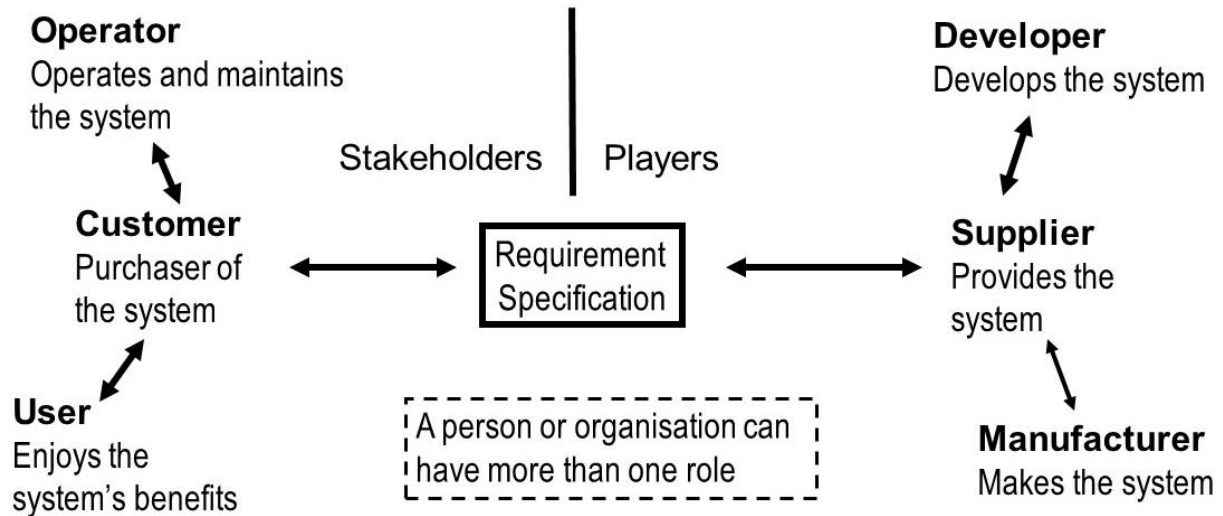 Operator
Operates and maintains
the system
Stakeholders
Players
Developer
Develops the system
Customer
Purchaser of
the system
Requirement
Specification
Supplier
Provides the
system
User
Enjoys the
system's benefits
A person or organisation can
have more than one role
Manufacturer
Makes the system